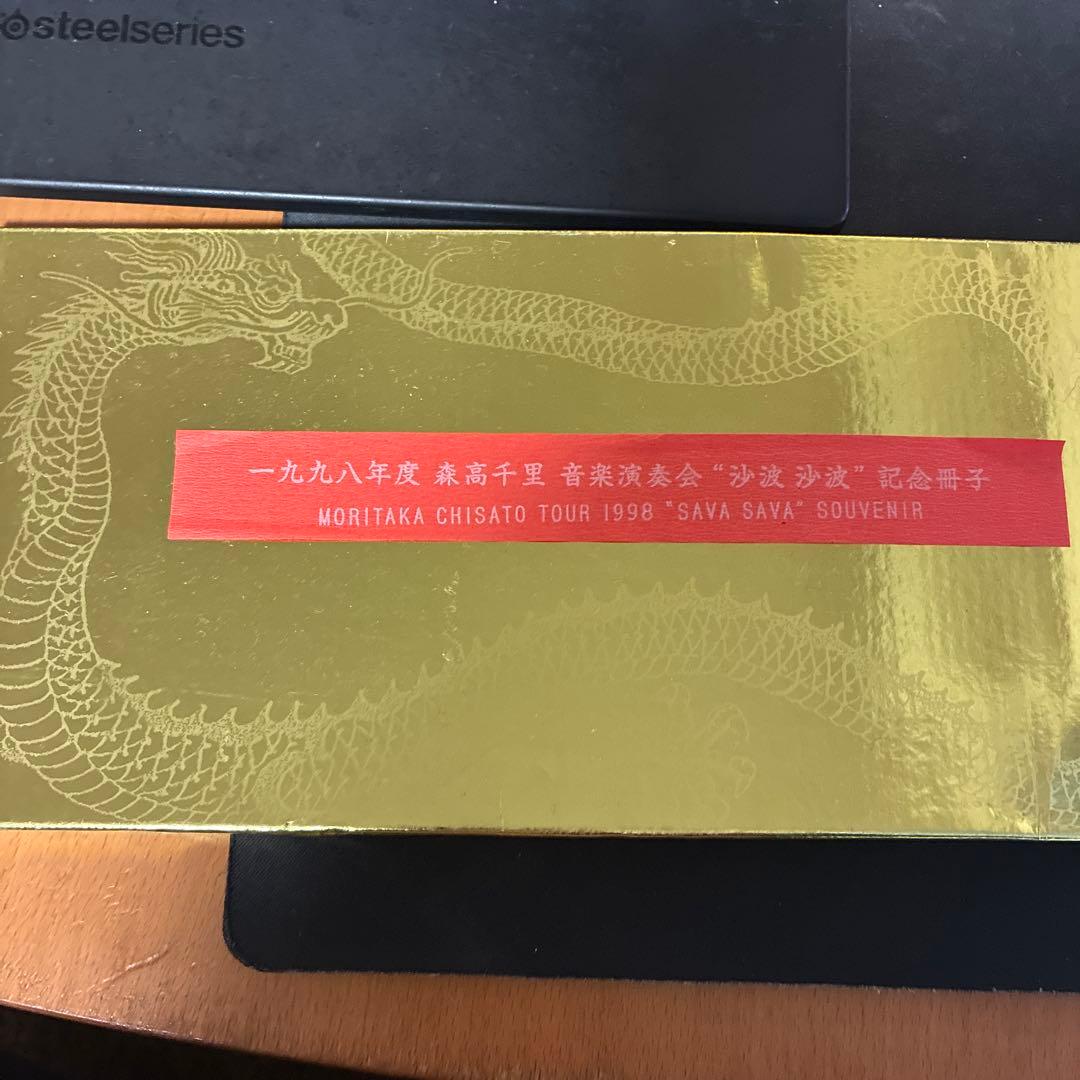 steelseries
一九九八年度 森高千里 音楽演奏会 “沙波 沙波” 記念冊子
MORITAKA CHISATO TOUR 1998 “SAVA SAVA” SOUVENIR